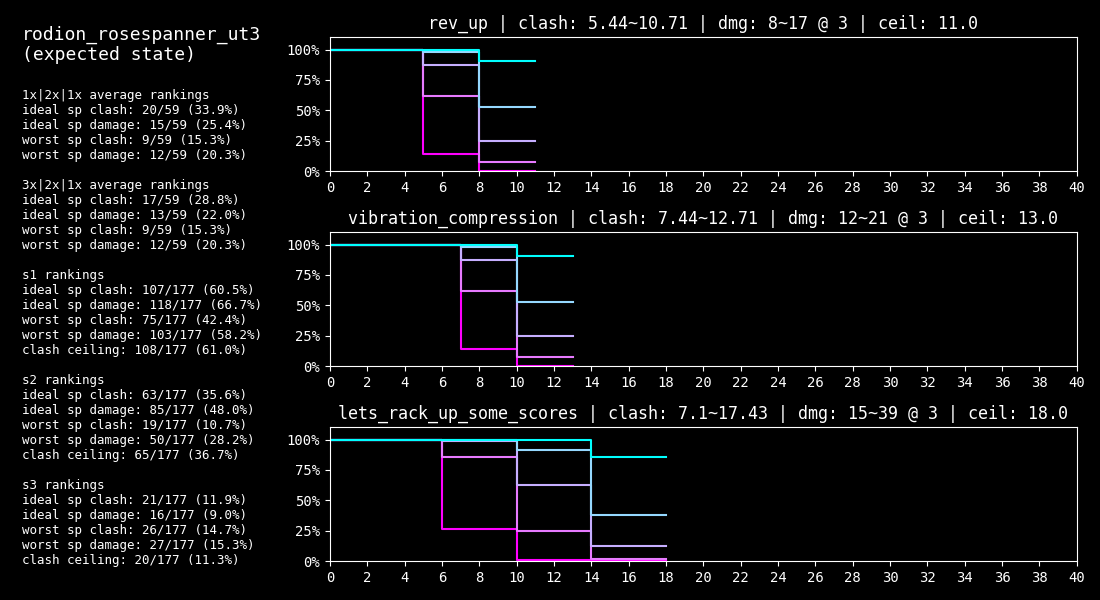 rodion_rosespanner_ut3
(expected state)
1x|2x|1x average rankings
ideal sp clash: 20/59 (33.9%)
ideal sp damage: 15/59 (25.4%)
worst sp clash: 9/59 (15.3%)
worst sp damage: 12/59 (20.3%)
3x|2x|1x average rankings
ideal sp clash: 17/59 (28.8%)
ideal sp damage: 13/59 (22.0%)
worst sp clash: 9/59 (15.3%)
worst sp damage: 12/59 (20.3%)
s1 rankings
ideal sp clash: 107/177 (60.5%)
ideal sp damage: 118/177 (66.7%)
worst sp clash: 75/177 (42.4%)
worst sp damage: 103/177 (58.2%)
clash ceiling: 108/177 (61.0%)
s2 rankings
ideal sp clash: 63/177 (35.6%)
ideal sp damage: 85/177 (48.0%)
worst sp clash: 19/177 (10.7%)
worst sp damage: 50/177 (28.2%)
clash ceiling: 65/177 (36.7%)
s3 rankings
ideal sp clash: 21/177 (11.9%)
ideal sp damage: 16/177 (9.0%)
worst sp clash: 26/177 (14.7%)
worst sp damage: 27/177 (15.3%)
clash ceiling: 20/177 (11.3%)
rev_up | clash: 5.44~10.71 | dmg: 8~17 @ 3 | ceil: 11.0
100%
75%
50%
25%
0%
0 2 4 6 8 10 12 14 16 18 20 22 24 26 28 30 32 34 36 38 40
vibration_compression | clash: 7.44~12.71 | dmg: 12~21 @ 3 | ceil: 13.0
100%
75%
50%
25%
0%
0 2 4 6 8 10 12 14 16 18 20 22 24 26 28 30 32 34 36 38 40
lets_rack_up_some_scores | clash: 7.1~17.43 | dmg: 15~39 @ 3 | ceil: 18.0
100%
75%
50%
25%
0%
0 2 4 6 8 10 12 14 16 18 20 22 24 26 28 30 32 34 36 38 40